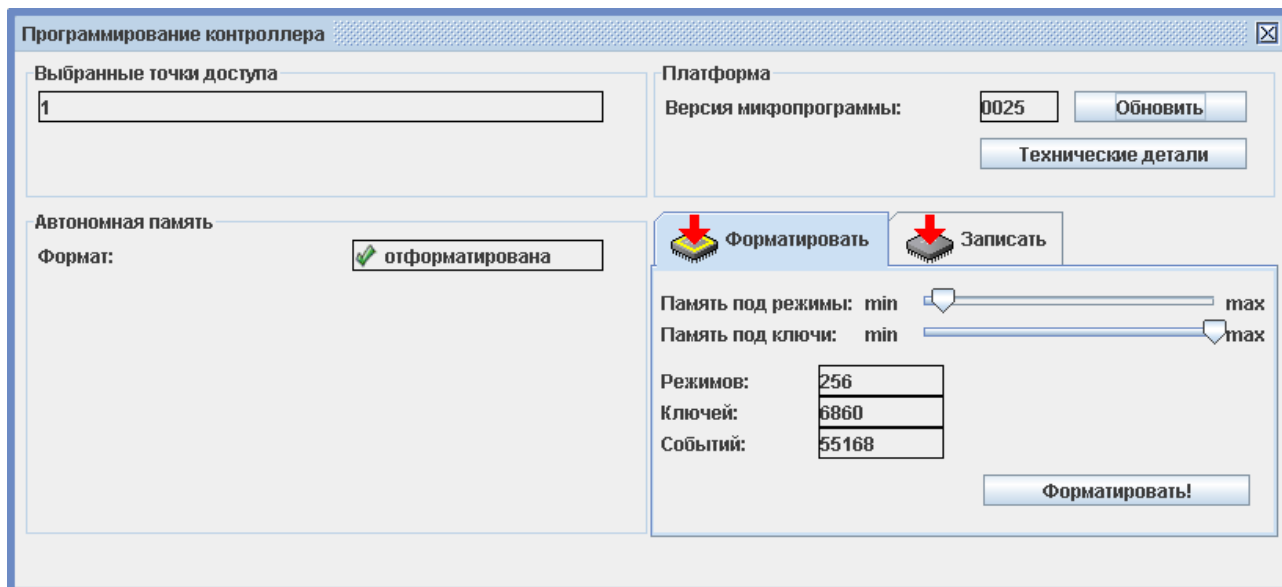 Программирование контроллера
Выбранные точки доступа
1
Платформа
Версия микропрограммы: 0025 Обновить
Технические детали
Автономная память
Формат: отформатирована
Форматировать Записать
Память под режимы: min max
Память под ключи: min max
Режимов: 256
Ключей: 6860
Событий: 55168
Форматировать!